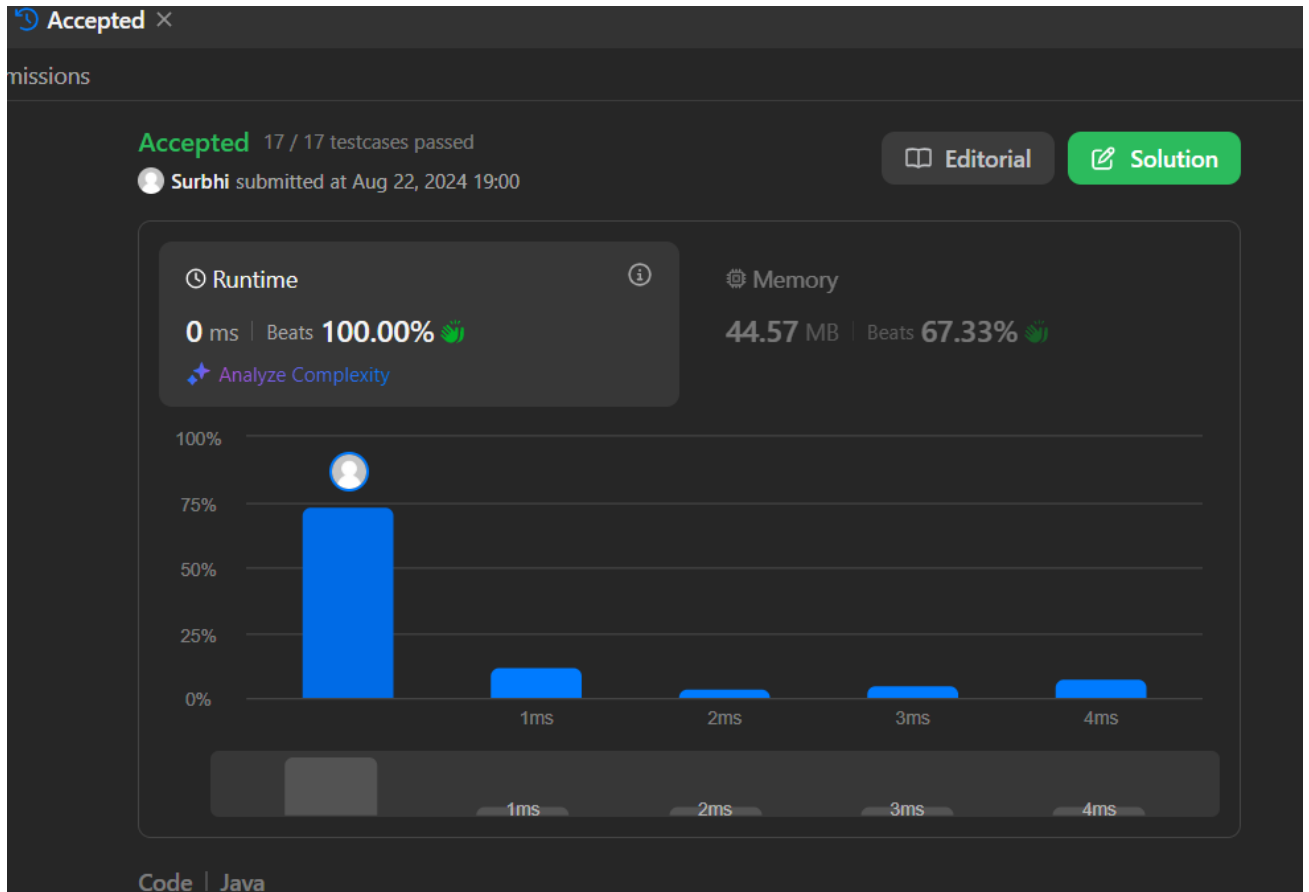 Accepted
missions
Accepted 17 / 17 testcases passed
Surbhi submitted at Aug 22, 2024 19:00
Editorial
Solution
Runtime
0 ms | Beats 100.00%
Analyze Complexity
Memory
44.57 MB | Beats 67.33%
100%
75%
50%
25%
0%
1ms 2ms 3ms 4ms
1ms 2ms 3ms 4ms
Code | Java